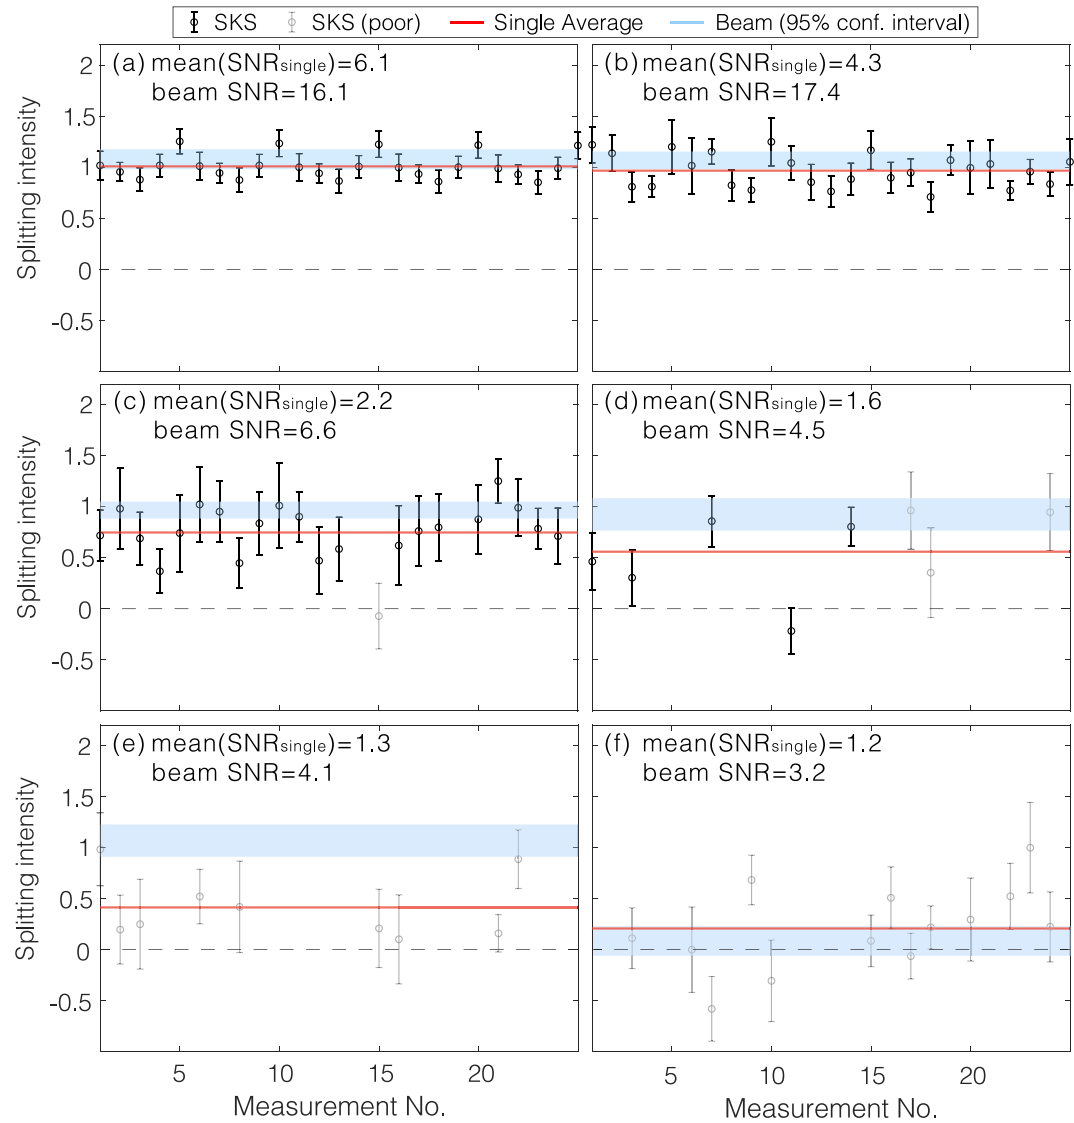 SKS SKS (poor) Single Average Beam (95% conf. interval)
(a) mean(SNRsingle)=6.1
beam SNR=16.1
(b) mean(SNRsingle)=4.3
beam SNR=17.4
2
1.5
1
0.5
0
-0.5
Splitting intensity
(c) mean(SNRsingle)=2.2
beam SNR=6.6
(d) mean(SNRsingle)=1.6
beam SNR=4.5
2
1.5
1
0.5
0
-0.5
Splitting intensity
(e) mean(SNRsingle)=1.3
beam SNR=4.1
(f) mean(SNRsingle)=1.2
beam SNR=3.2
2
1.5
1
0.5
0
-0.5
Splitting intensity
5 10 15 20
5 10 15 20
Measurement No.
Measurement No.